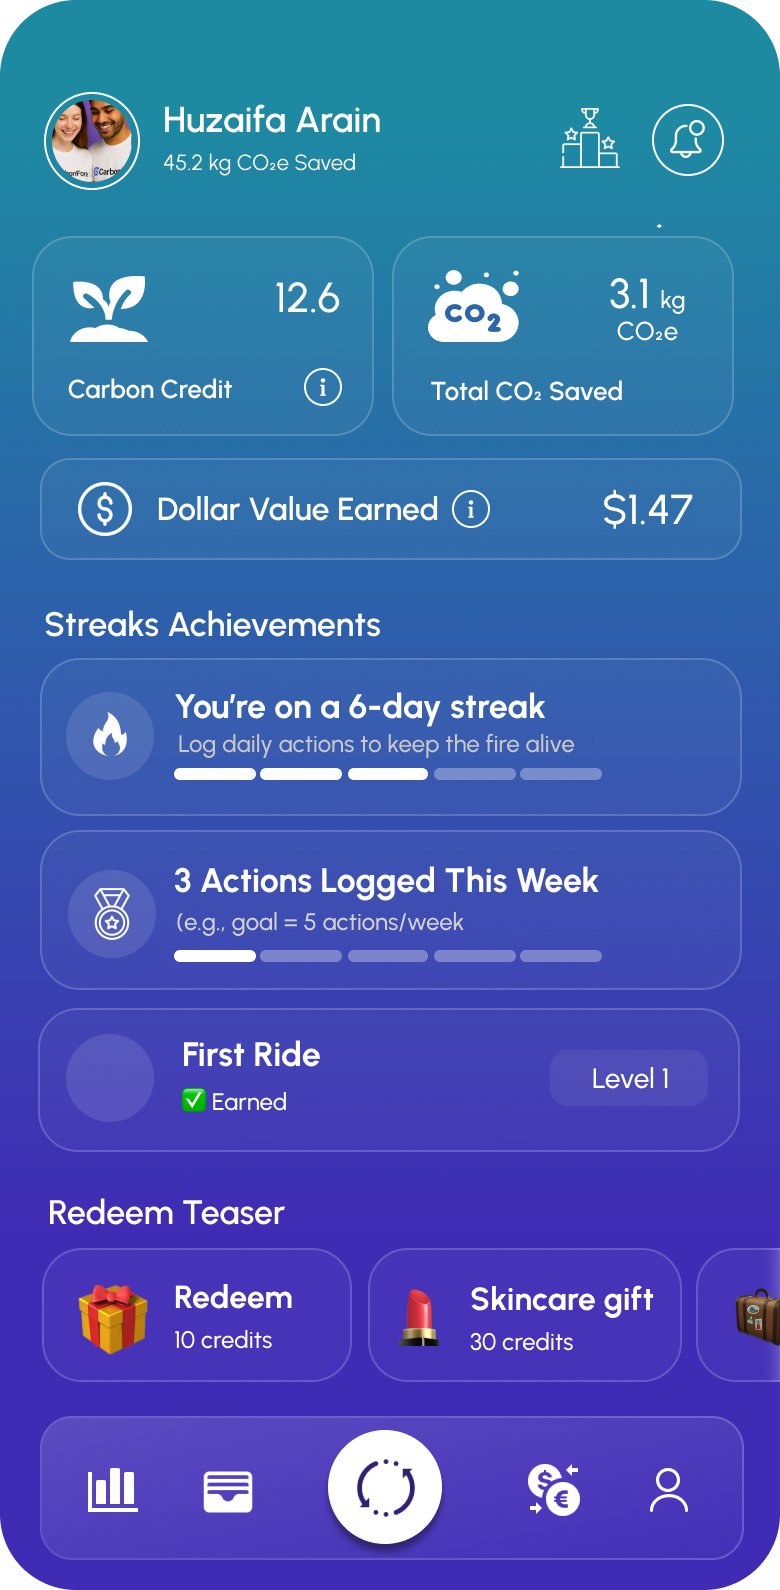 Huzaifa Arain
45.2 kg CO₂e Saved
12.6
Carbon Credit
i
CO2
3.1 kg
CO₂e
Total CO₂ Saved
$ Dollar Value Earned i $1.47
Streaks Achievements
You're on a 6-day streak
Log daily actions to keep the fire alive
3 Actions Logged This Week
(e.g., goal = 5 actions/week
First Ride
✅ Earned
Level 1
Redeem Teaser
Redeem
10 credits
Skincare gift
30 credits
$
€